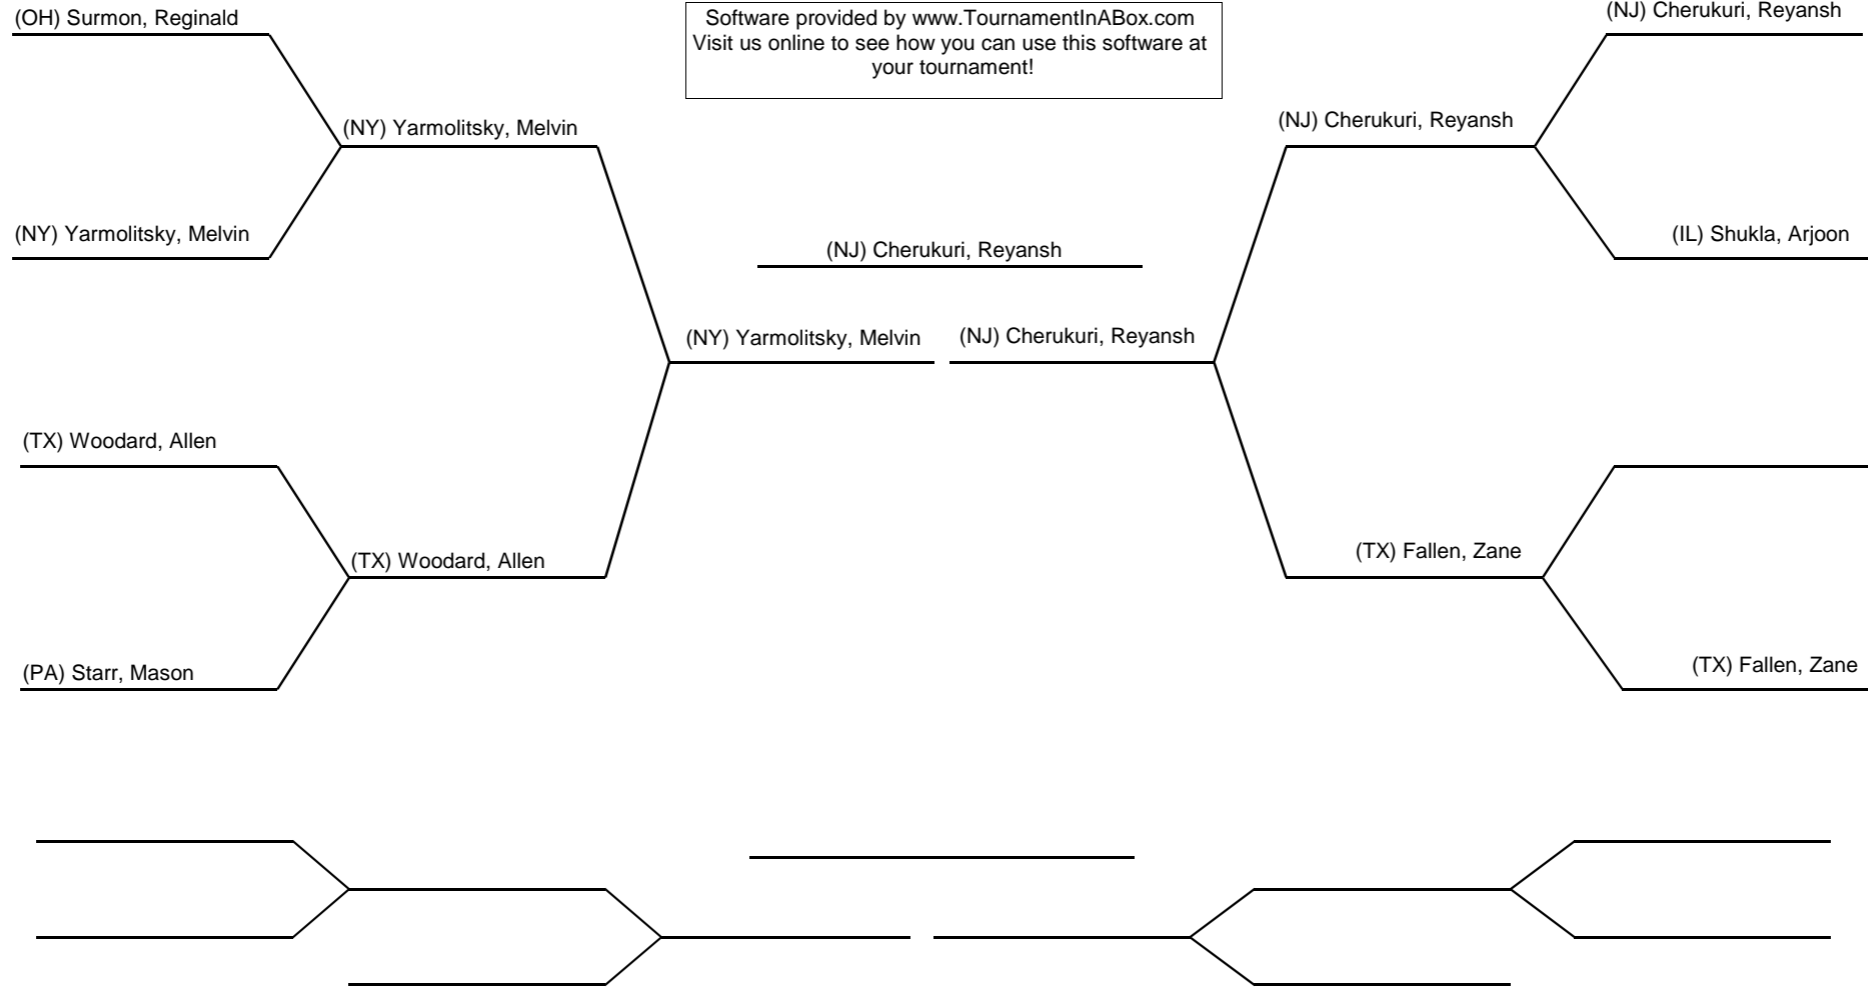 (OH) Surmon, Reginald
Software provided by www.TournamentInABox.com
Visit us online to see how you can use this software at
your tournament!
(NJ) Cherukuri, Reyansh
(NY) Yarmolitsky, Melvin
(NJ) Cherukuri, Reyansh
(NY) Yarmolitsky, Melvin
(NJ) Cherukuri, Reyansh
(IL) Shukla, Arjoon
(NY) Yarmolitsky, Melvin
(NJ) Cherukuri, Reyansh
(TX) Woodard, Allen
(TX) Woodard, Allen
(TX) Fallen, Zane
(PA) Starr, Mason
(TX) Fallen, Zane